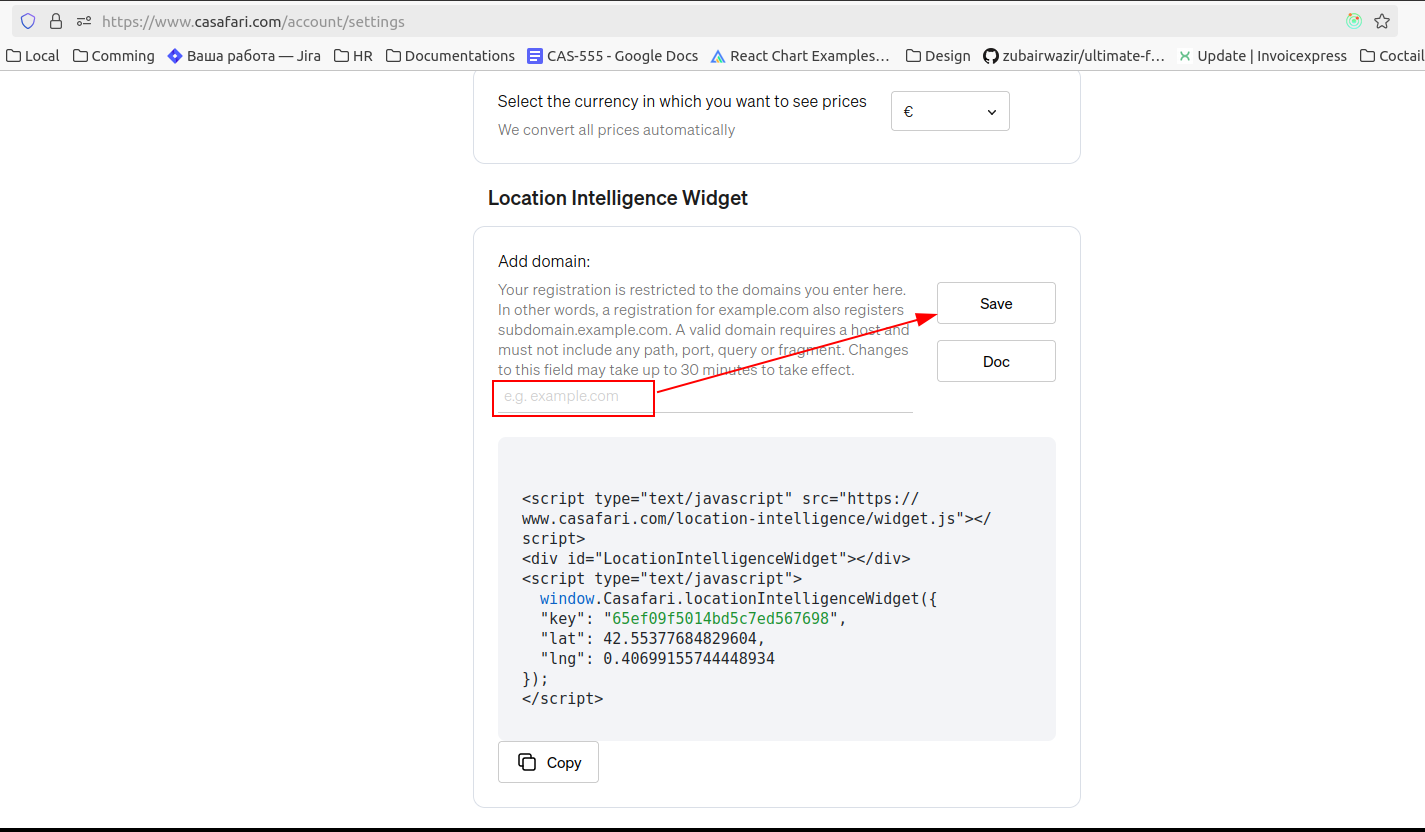 https://www.casafari.com/account/settings
Local Comming Ваша работа — Jira HR Documentations CAS-555 - Google Docs React Chart Examples... Design zubairwazir/ultimate-f... Update | Invoicexpress Coctail
Select the currency in which you want to see prices
€
We convert all prices automatically
Location Intelligence Widget
Add domain:
Your registration is restricted to the domains you enter here.
In other words, a registration for example.com also registers
subdomain.example.com. A valid domain requires a host and
must not include any path, port, query or fragment. Changes
to this field may take up to 30 minutes to take effect.
Save
Doc
e.g. example.com
<script type="text/javascript" src="https://
www.casafari.com/location-intelligence/widget.js"></
script>
<div id="LocationIntelligenceWidget"></div>
<script type="text/javascript">
window.Casafari.locationIntelligenceWidget({
"key": "65ef09f5014bd5c7ed567698",
"lat": 42.55377684829604,
"lng": 0.40699155744448934
});
</script>
Copy